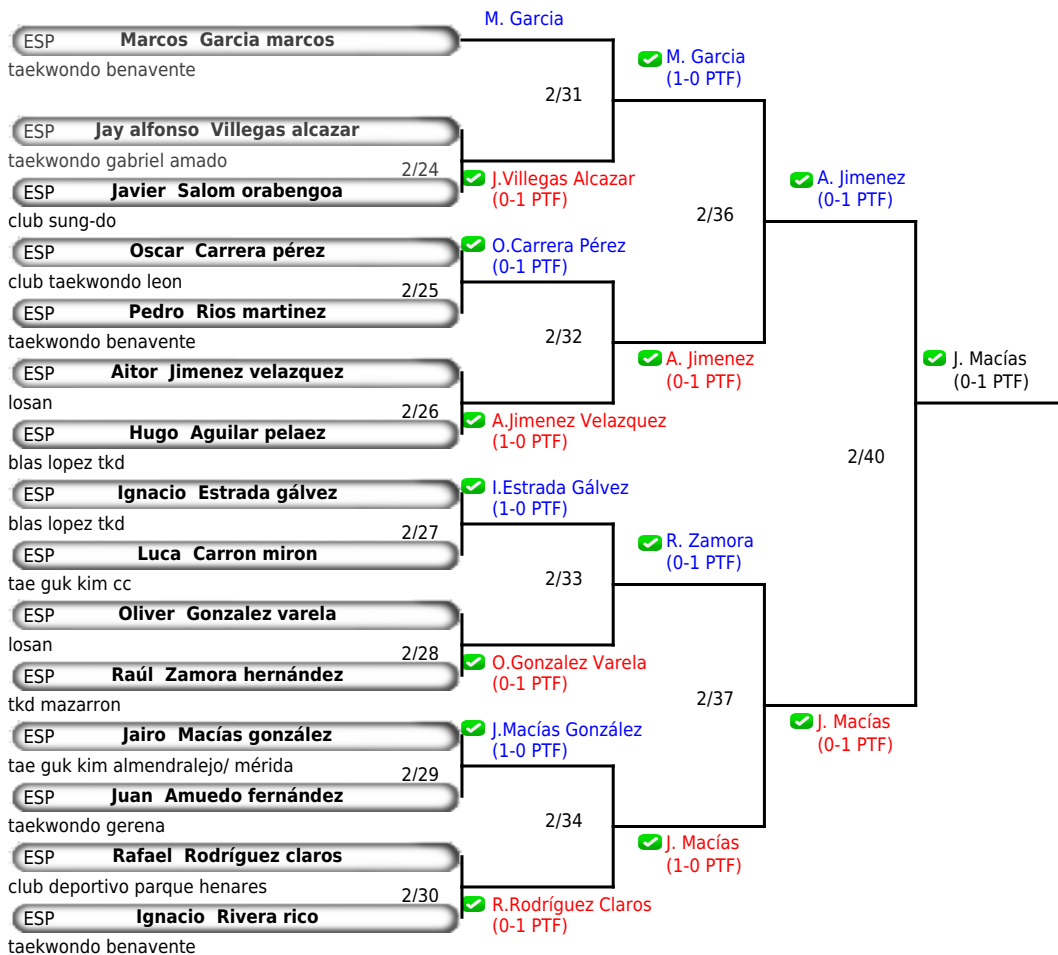 ESP Marcos Garcia marcos
taekwondo benavente
ESP Jay alfonso Villegas alcazar
taekwondo gabriel amado
2/24
ESP Javier Salom orabengoa
club sung-do
ESP Oscar Carrera pérez
club taekwondo leon
2/25
ESP Pedro Rios martinez
taekwondo benavente
ESP Aitor Jimenez velazquez
losan
2/26
ESP Hugo Aguilar pelaez
blas lopez tkd
ESP Ignacio Estrada gálvez
blas lopez tkd
2/27
ESP Luca Carron miron
tae guk kim cc
ESP Oliver Gonzalez varela
losan
2/28
ESP Raúl Zamora hernández
tkd mazarron
ESP Jairo Macías gonzález
tae guk kim almendralejo/ mérida
2/29
ESP Juan Amuedo fernández
taekwondo gerena
ESP Rafael Rodríguez claros
club deportivo parque henares
2/30
ESP Ignacio Rivera rico
taekwondo benavente
M. Garcia
2/31
J.Villegas Alcazar
(0-1 PTF)
O.Carrera Pérez
(0-1 PTF)
2/32
A.Jimenez Velazquez
(1-0 PTF)
I.Estrada Gálvez
(1-0 PTF)
2/33
O.Gonzalez Varela
(0-1 PTF)
J.Macías González
(1-0 PTF)
2/34
R.Rodríguez Claros
(0-1 PTF)
M. Garcia
(1-0 PTF)
2/36
A. Jimenez
(0-1 PTF)
R. Zamora
(0-1 PTF)
2/37
J. Macías
(1-0 PTF)
A. Jimenez
(0-1 PTF)
2/40
J. Macías
(0-1 PTF)
J. Macías
(0-1 PTF)